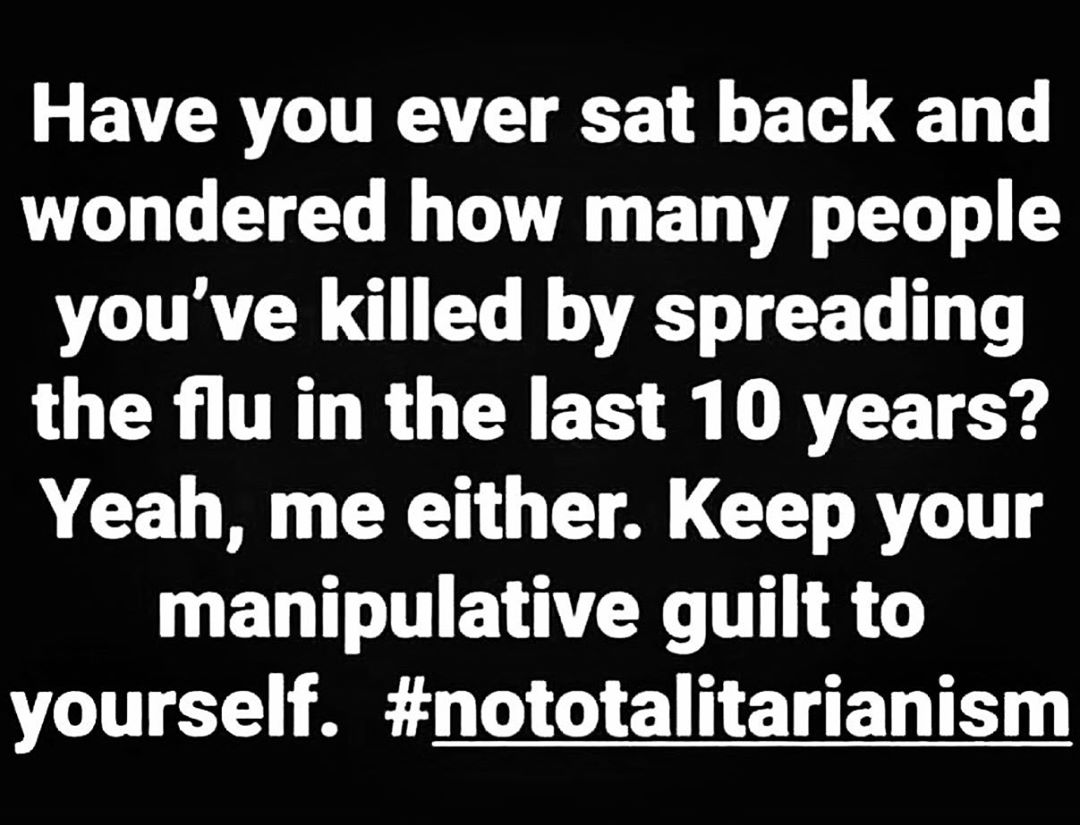 Have you ever sat back and
wondered how many people
you've killed by spreading
the flu in the last 10 years?
Yeah, me either. Keep your
manipulative guilt to
yourself. #nototalitarianism